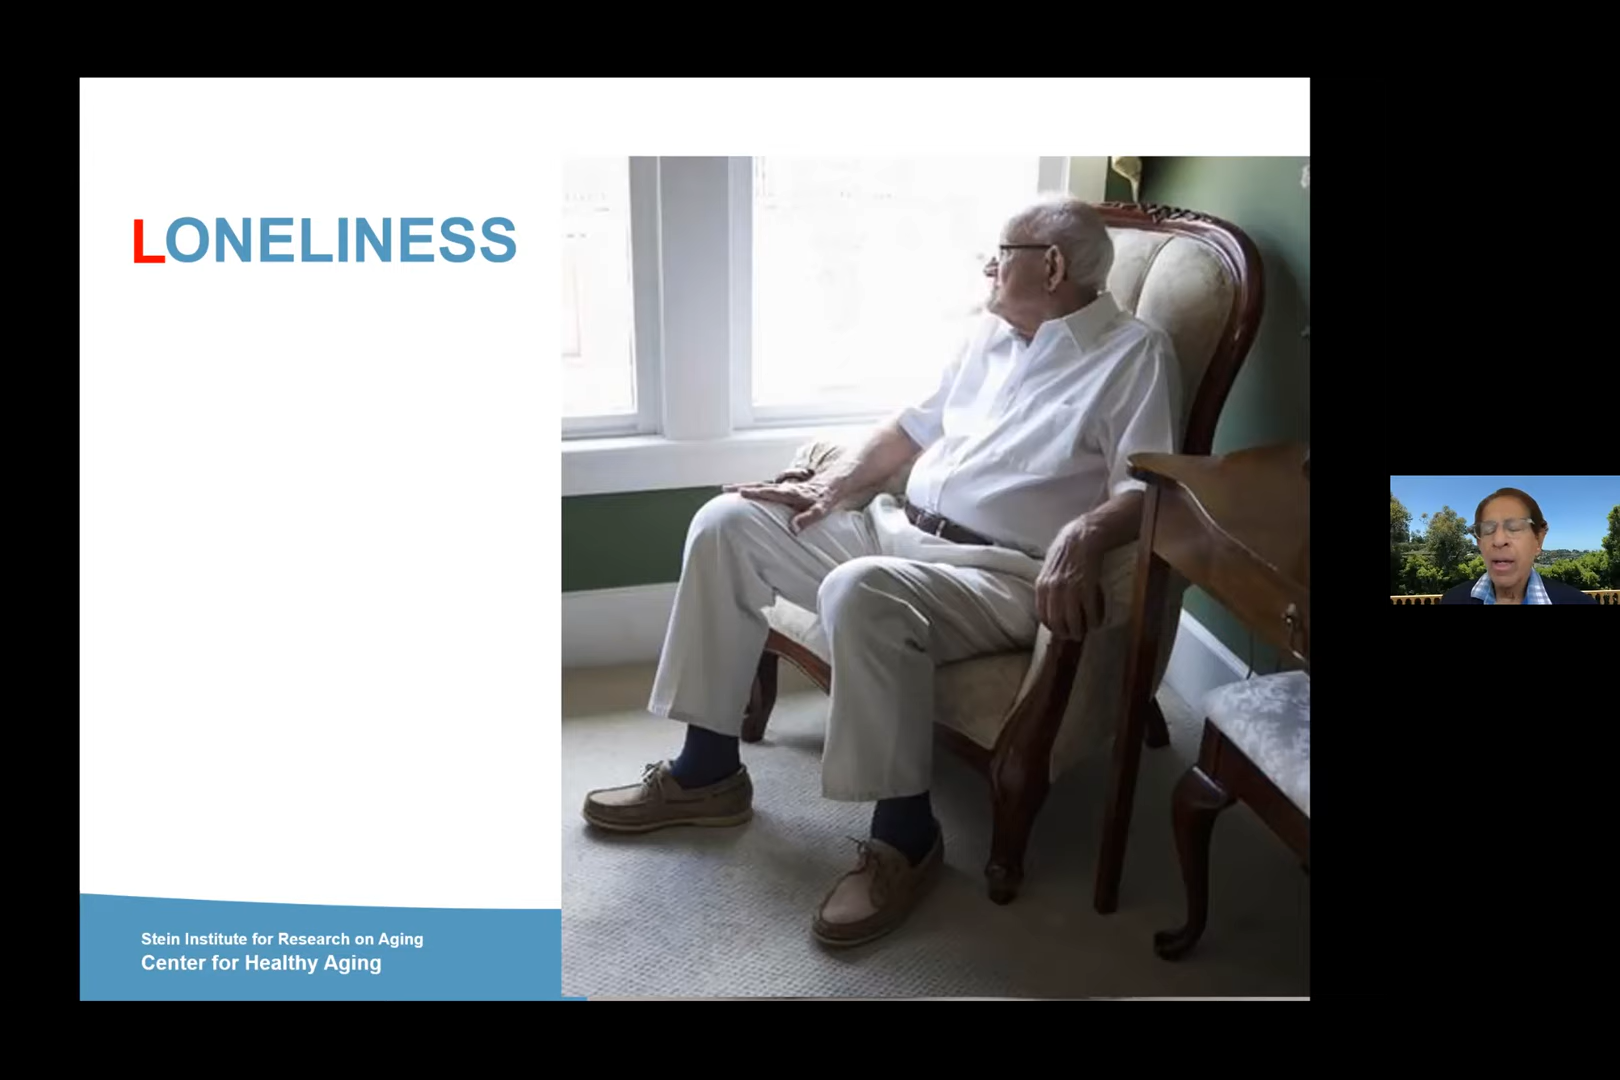 LONELINESS
Stein Institute for Research on Aging
Center for Healthy Aging